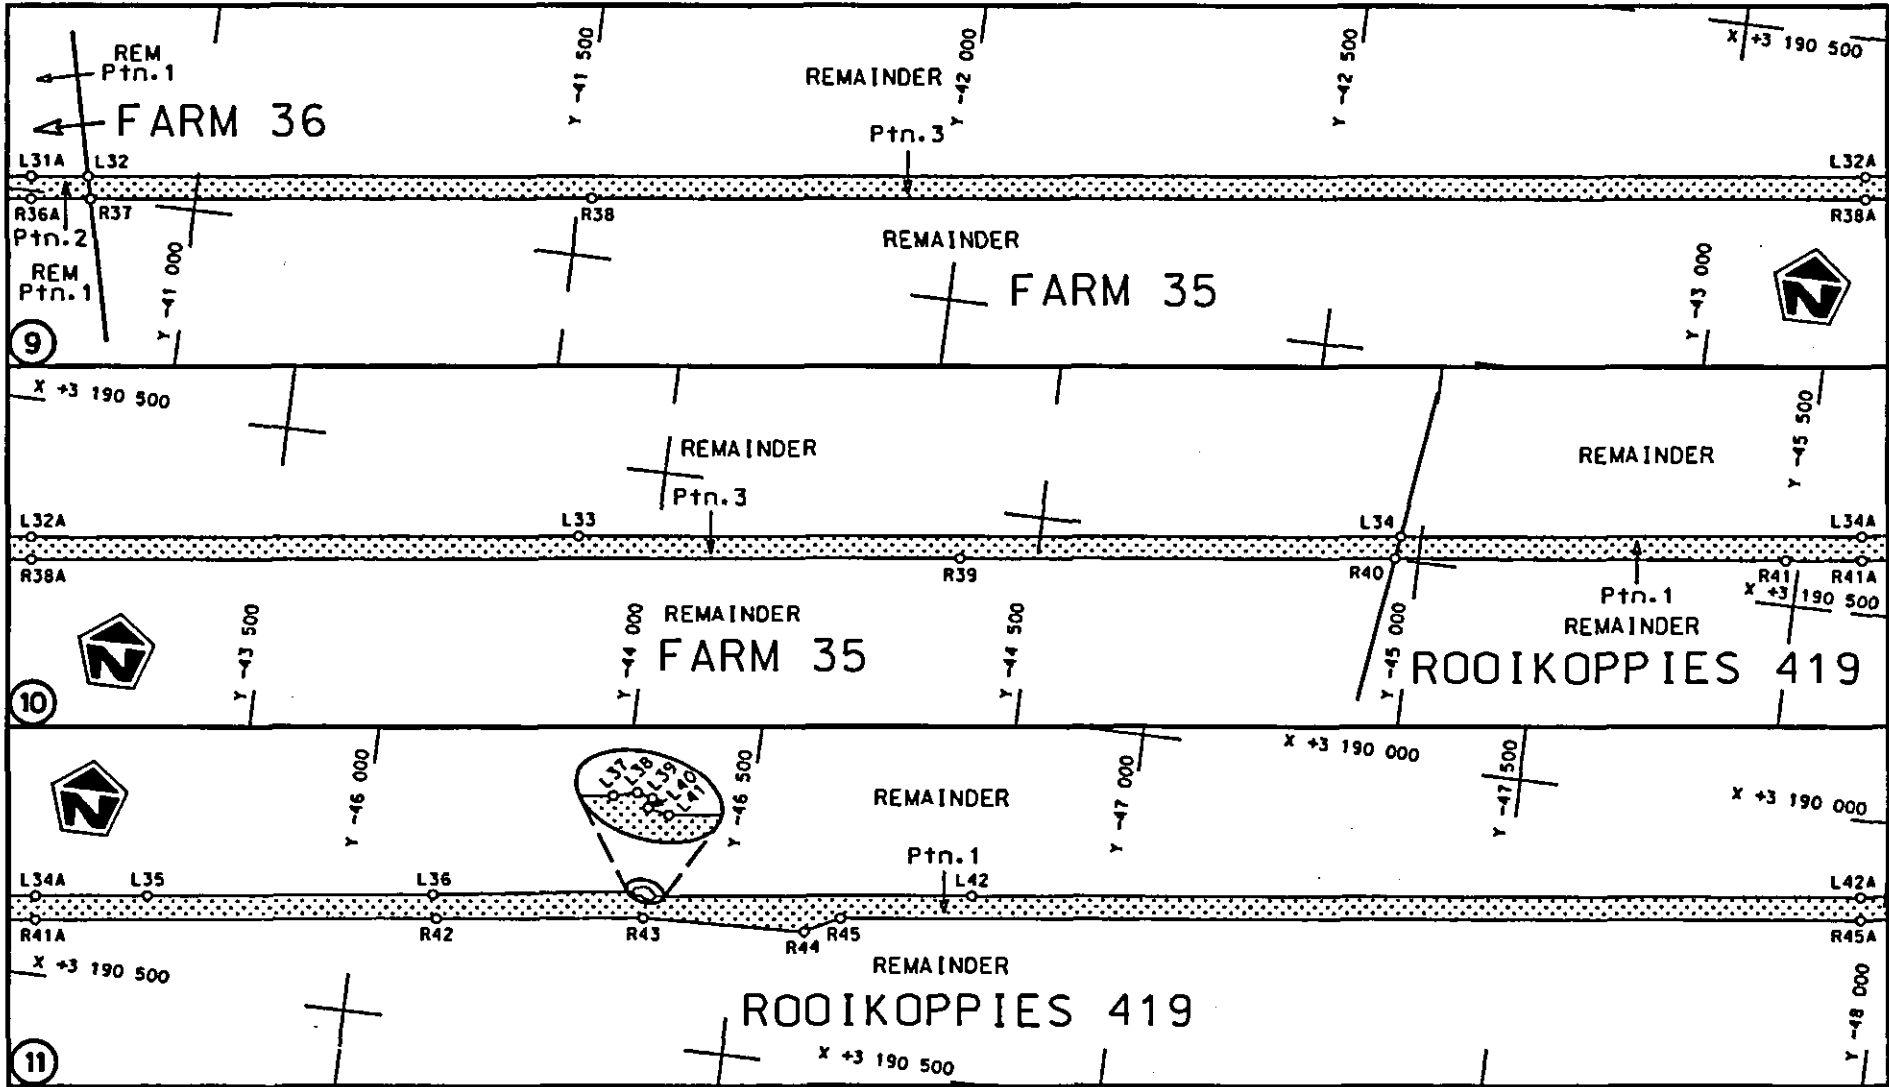 REM
Ptn.1
FARM 36
REMAINDER
Y -41 500
Y -42 000
Y -42 500
X +3 190 500
Ptn.3
L31A
L32
L32A
R36A
R37
R38
R38A
Ptn.2
REM
Ptn.1
Y -41 000
REMAINDER
FARM 35
Y -43 000
N
9
X +3 190 500
REMAINDER
REMAINDER
Y -45 500
Ptn.3
L32A
L33
L34
L34A
R38A
R39
R40
R41
R41A
Ptn.1
X +3 190 500
Y -43 500
Y -44 000
Y -44 500
Y -45 000
REMAINDER
FARM 35
REMAINDER
ROOIKOPPIES 419
N
10
Y -46 000
L37
L38
L39
L40
L41
Y -46 500
REMAINDER
Y -47 000
X +3 190 000
Y -47 500
X +3 190 000
N
Ptn.1
L34A
L35
L36
L42
L42A
R41A
R42
R43
R44
R45
R45A
X +3 190 500
REMAINDER
ROOIKOPPIES 419
X +3 190 500
Y -48 000
11